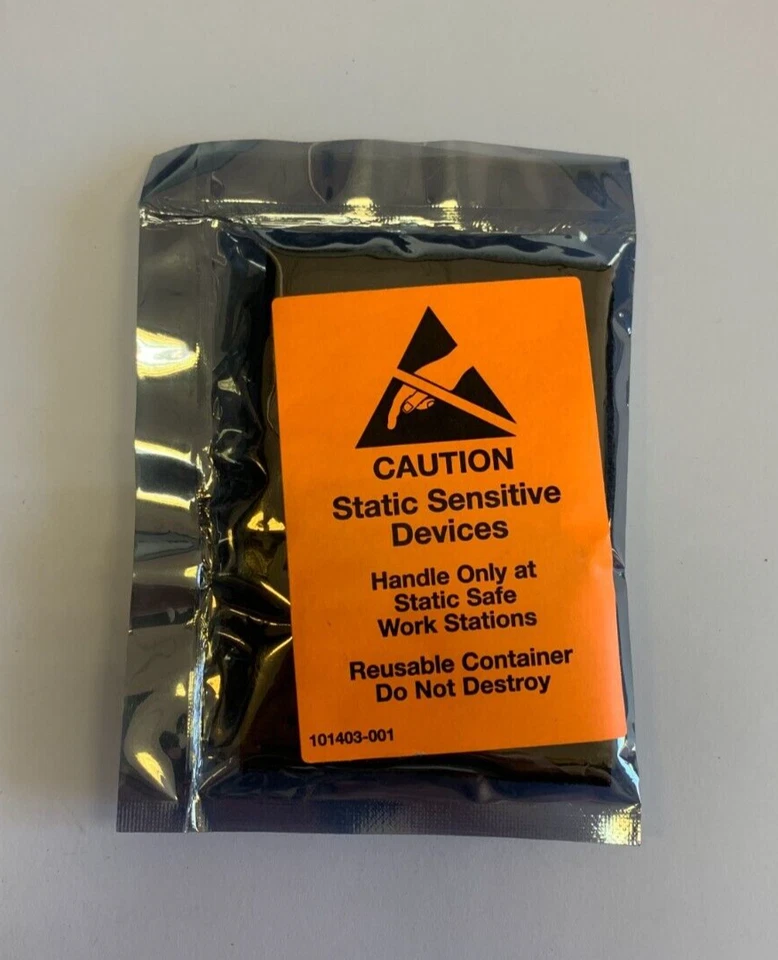 CAUTION
Static Sensitive
Devices
Handle Only at
Static Safe
Work Stations
Reusable Container
Do Not Destroy
101403-001